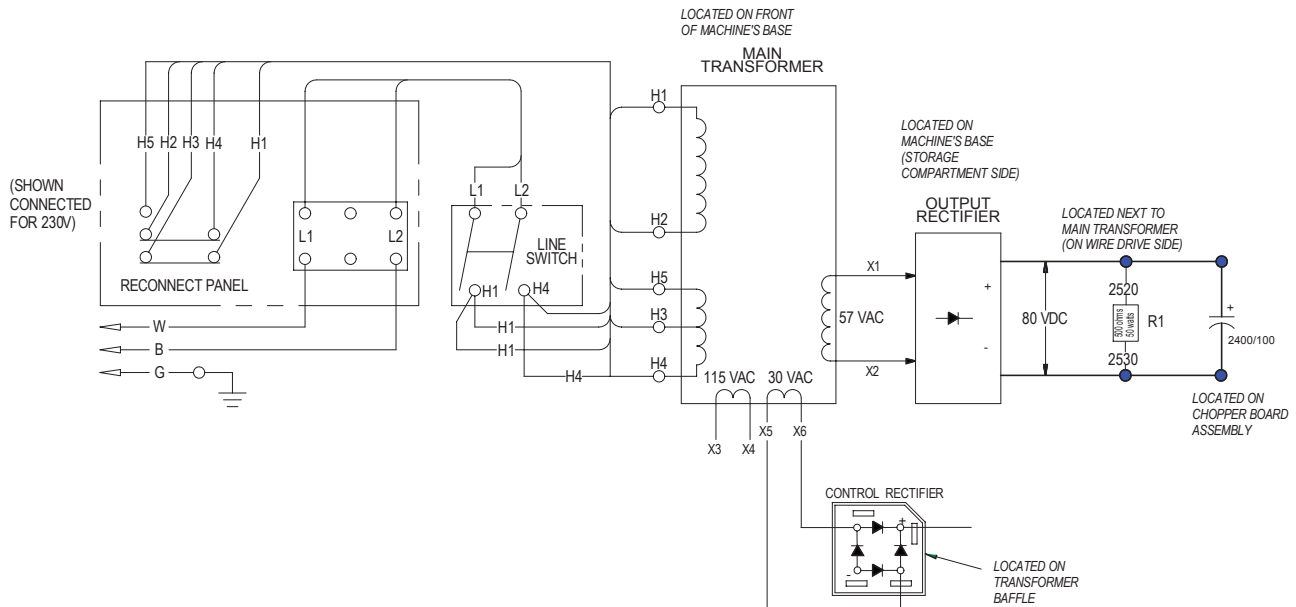 LOCATED ON FRONT
OF MACHINE'S BASE
MAIN
TRANSFORMER
H1
H5
H2
H3
H4
H1
(SHOWN
CONNECTED
FOR 230V)
L1
L2
RECONNECT PANEL
W
B
G
L1
L2
LINE
SWITCH
H1
H4
H1
H1
H4
H2
H5
H3
H4
115 VAC
30 VAC
57 VAC
X3
X4
X5
X6
X1
X2
LOCATED ON
MACHINE'S BASE
(STORAGE
COMPARTMENT SIDE)
OUTPUT
RECTIFIER
+
-
80 VDC
LOCATED NEXT TO
MAIN TRANSFORMER
(ON WIRE DRIVE SIDE)
2520
500 ohms
50 watts
R1
2530
+
2400/100
LOCATED ON
CHOPPER BOARD
ASSEMBLY
CONTROL RECTIFIER
+
-
LOCATED ON
TRANSFORMER
BAFFLE